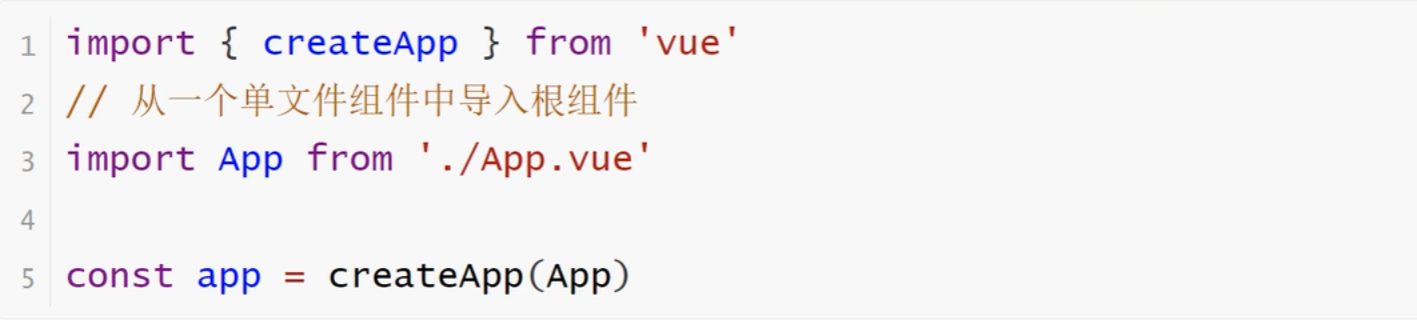 1 import { createApp } from 'vue'
2 // 从一个单文件组件中导入根组件
3 import App from './App.vue'
4
5 const app = createApp(App)